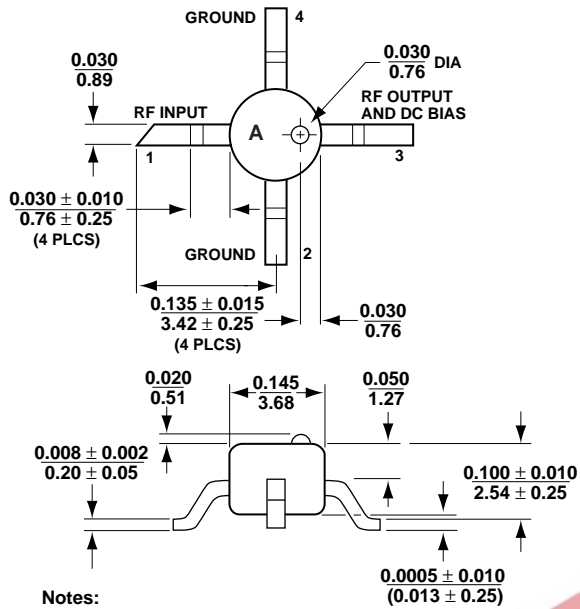 GROUND 4
0.030
0.89
0.030
0.76 DIA
RF INPUT
RF OUTPUT
AND DC BIAS
A
1
3
0.030 ± 0.010
0.76 ± 0.25
(4 PLCS)
GROUND 2
0.135 ± 0.015
3.42 ± 0.25
(4 PLCS)
0.030
0.76
0.020
0.51
0.145
3.68
0.050
1.27
0.008 ± 0.002
0.20 ± 0.05
0.100 ± 0.010
2.54 ± 0.25
0.0005 ± 0.010
(0.013 ± 0.25)
Notes: